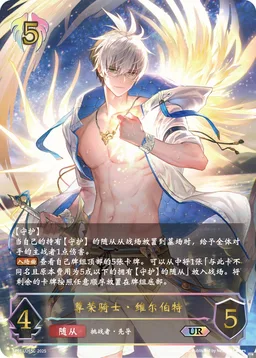 5
【守护】
当自己的持有【守护】的随从从战场放置到墓场时，给予全体对
手的主战者1点伤害。
入场曲 查看自己牌堆顶部的5张卡牌。可以从中将1张「与此卡不
同名且原本费用为5或以下的拥有【守护】的随从」放入战场。将
剩余的卡牌按照任意顺序放置在牌组底部。
尊荣骑士·维尔伯特
4
5
随从
挑战者·先导
UR